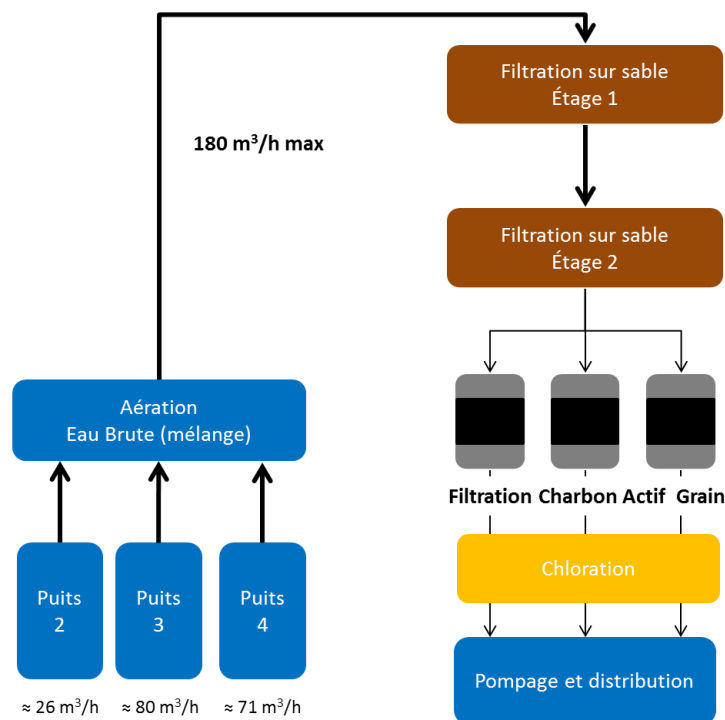 Filtration sur sable
Étage 1
180 m³/h max
Filtration sur sable
Étage 2
Aération
Eau Brute (mélange)
Filtration Charbon Actif Grain
Puits
2
Puits
3
Puits
4
Chloration
Pompage et distribution
≈ 26 m³/h
≈ 80 m³/h
≈ 71 m³/h